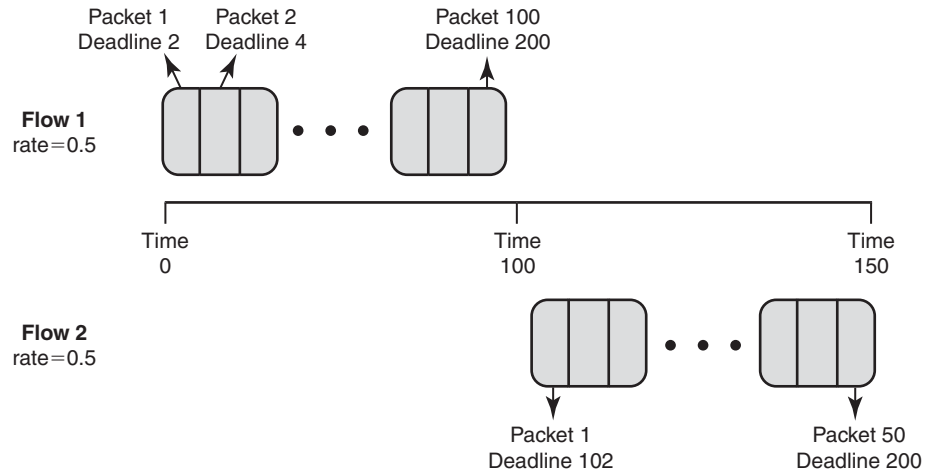 Packet 1
Deadline 2
Packet 2
Deadline 4
Packet 100
Deadline 200
Flow 1
rate=0.5
Time
0
Time
100
Time
150
Flow 2
rate=0.5
Packet 1
Deadline 102
Packet 50
Deadline 200